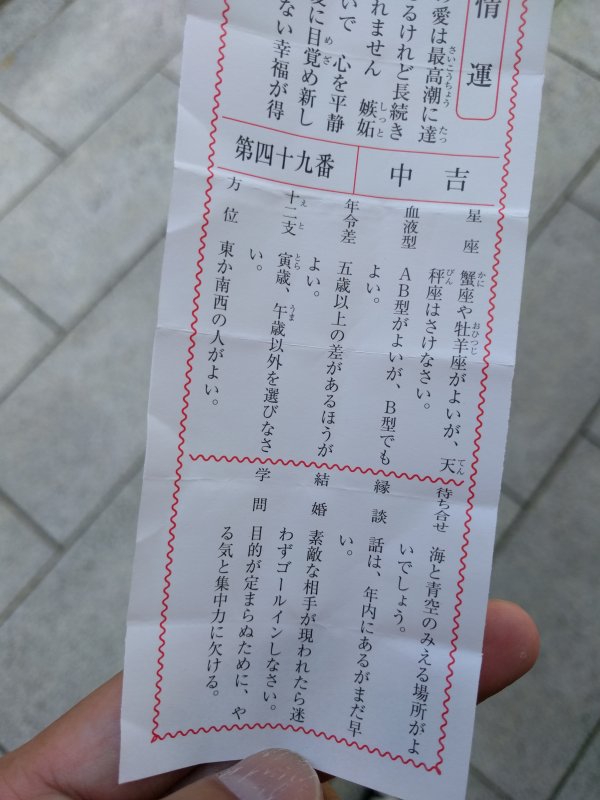 情運
愛は最高潮に達
るけれど長続き
れません 嫉妬
いで 心を平静
に目覚め新し
ない幸福が得
中吉
第四十九番
星座 蟹座や牡羊座がよいが、天
秤座はさけなさい。
血液型 AB型がよいが、B型でも
よい。
年令差 五歳以上の差があるほうが
よい。
十二支 寅歳、午歳以外を選びなさ
い。
方位 東か南西の人がよい。
待ち合せ 海と青空のみえる場所がよ
いでしょう。
縁談 話は、年内にあるがまだ早
い。
結婚 素敵な相手が現われたら迷
わずゴールインしなさい。
学問 目的が定まらぬために、や
る気と集中力に欠ける。